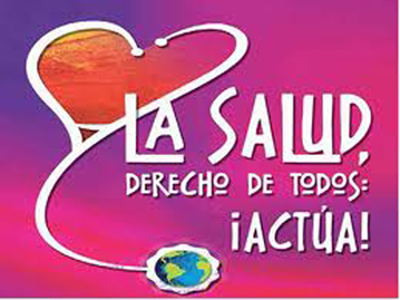 LA SALUD,
DERECHO DE TODOS:
¡ACTÚA!